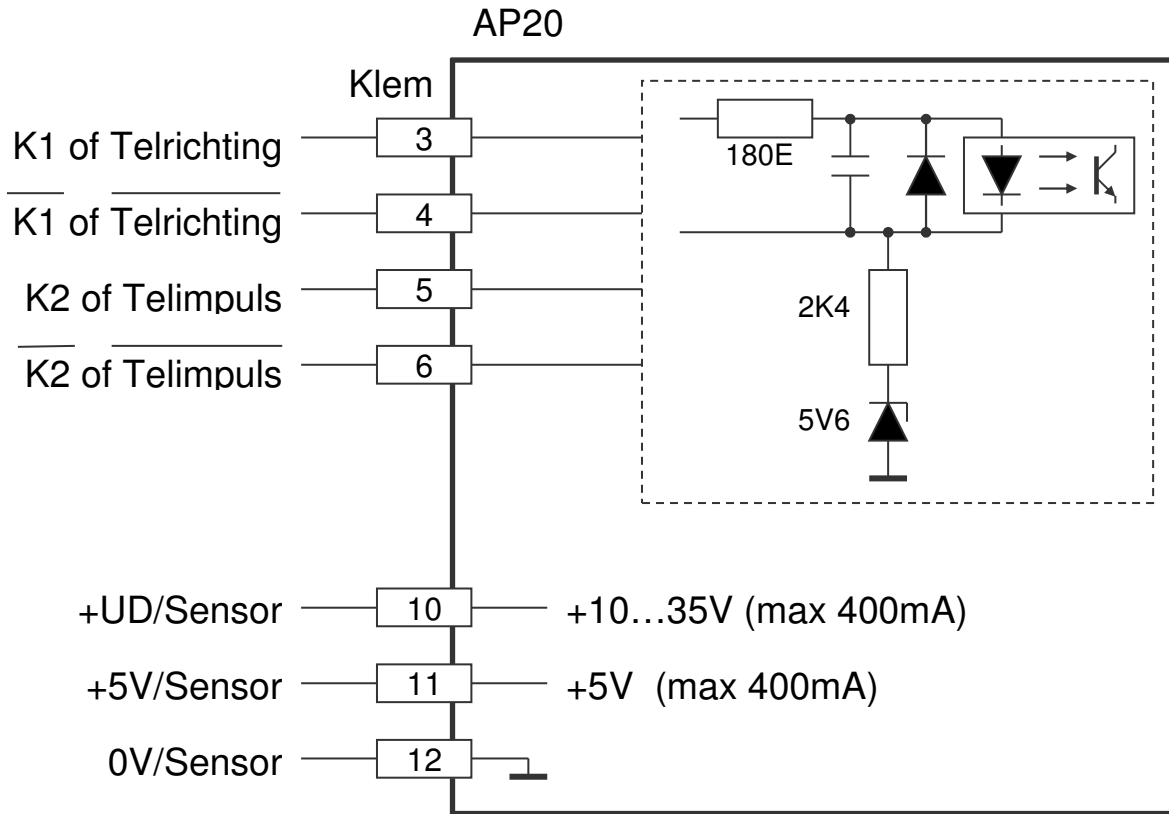 AP20
Klem
K1 of Telrichting
3
180E
K1 of Telrichting
4
K2 of Telimpuls
5
2K4
K2 of Telimpuls
6
5V6
+UD/Sensor
10
+10...35V (max 400mA)
+5V/Sensor
11
+5V (max 400mA)
0V/Sensor
12